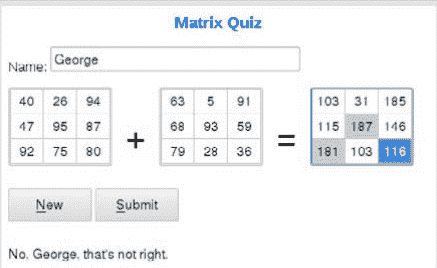 Matrix Quiz
Name: George
40 26 94 63 5 91 103 31 185
47 95 87 + 68 93 59 = 115 187 146
92 75 80 79 28 36 181 103 116
New Submit
No, George, that's not right.